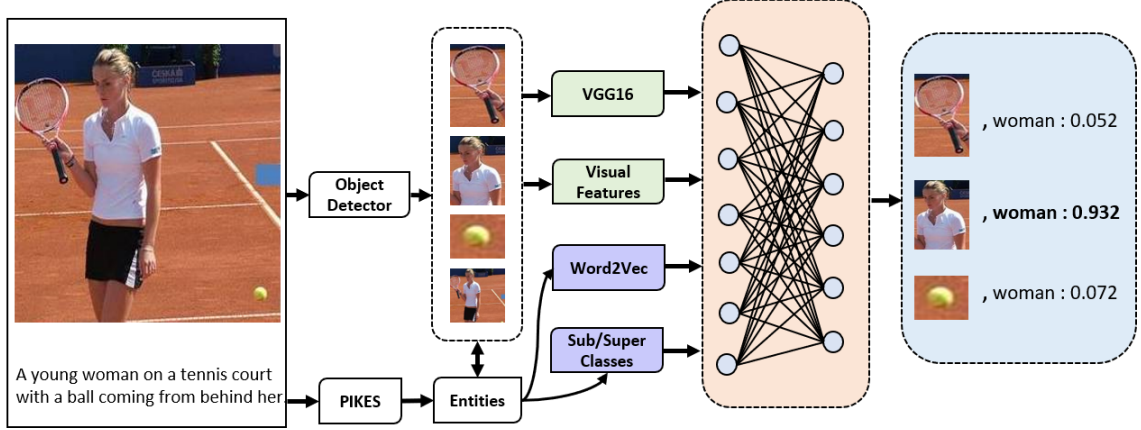 ČESKÁ
A young woman on a tennis court
with a ball coming from behind her.
Object
Detector
PIKES
Entities
VGG16
Visual
Features
Word2Vec
Sub/Super
Classes
, woman : 0.052
, woman : 0.932
, woman : 0.072